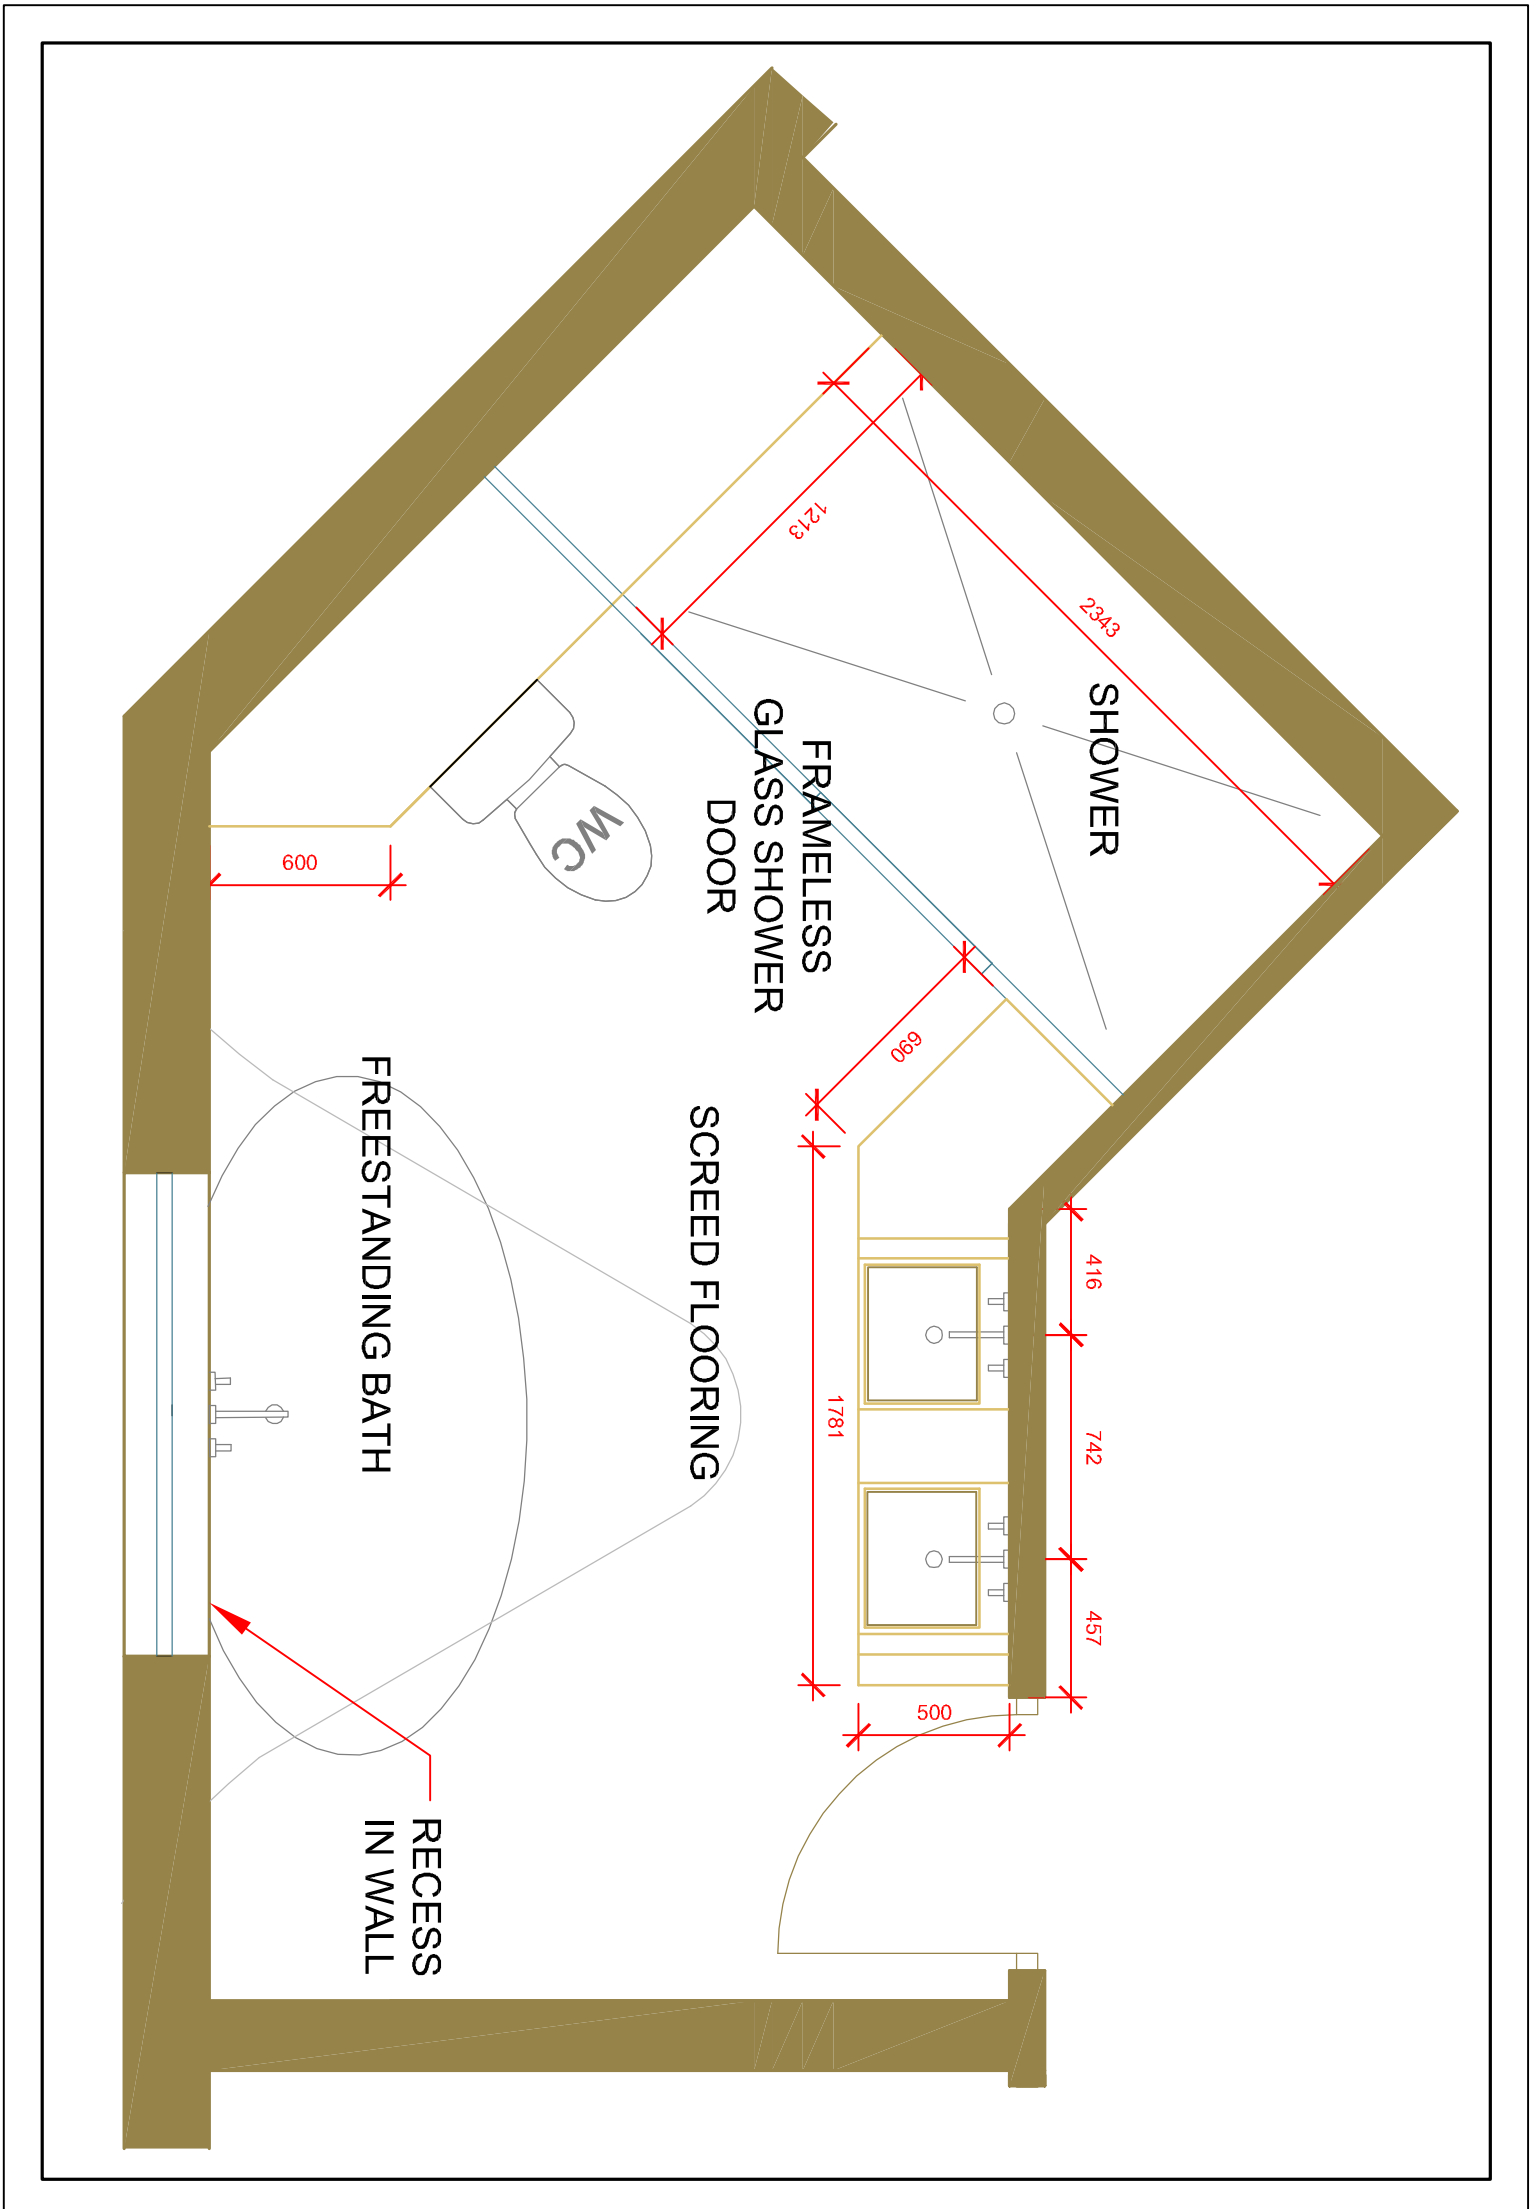 SHOWER
FRAMELESS
GLASS SHOWER
DOOR
WC
SCREED FLOORING
FREESTANDING BATH
RECESS
IN WALL
2343
1213
690
600
416
742
457
1781
500